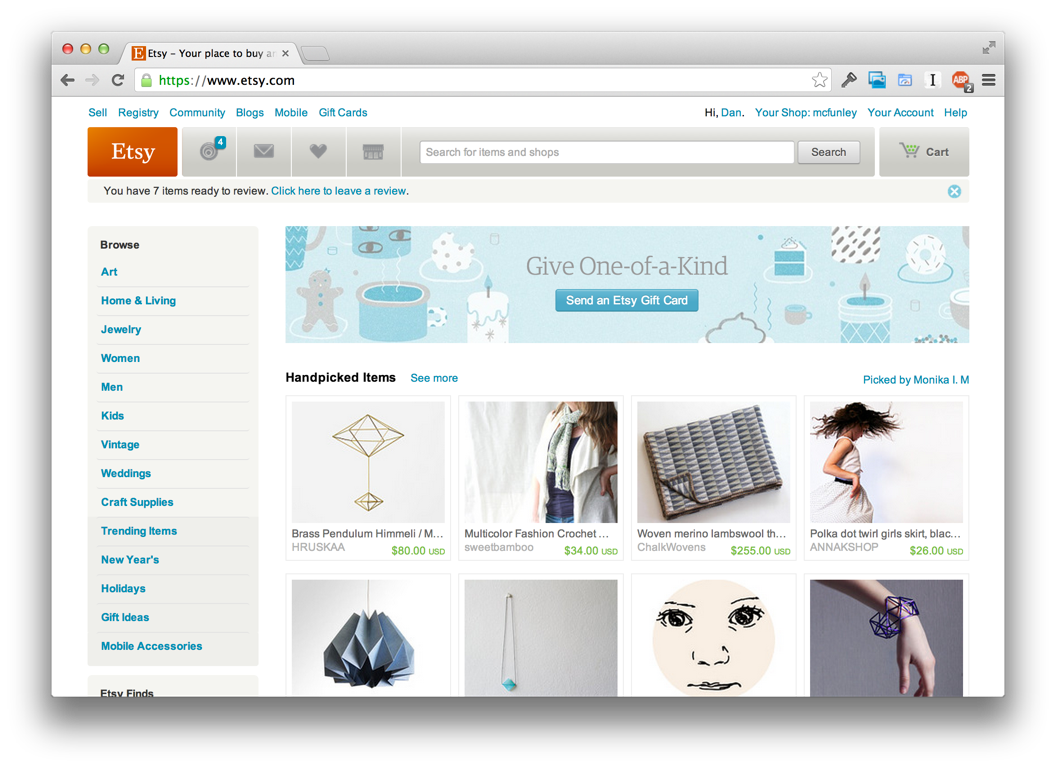 Etsy - Your place to buy an
https://www.etsy.com
ABP
2
Sell Registry Community Blogs Mobile Gift Cards
Hi, Dan. Your Shop: mcfunley Your Account Help
Etsy
4
Search for items and shops
Search
Cart
You have 7 items ready to review. Click here to leave a review.
Browse
Art
Home & Living
Jewelry
Women
Men
Kids
Vintage
Weddings
Craft Supplies
Trending Items
New Year's
Holidays
Gift Ideas
Mobile Accessories
Etsy Finds
Give One-of-a-Kind
Send an Etsy Gift Card
Handpicked Items See more
Picked by Monika I. M
Brass Pendulum Himmeli / M...
HRUSKAA $80.00 USD
Multicolor Fashion Crochet ...
sweetbamboo $34.00 USD
Woven merino lambswool th...
ChalkWovens $255.00 USD
Polka dot twirl girls skirt, blac...
ANNAKSHOP $26.00 USD